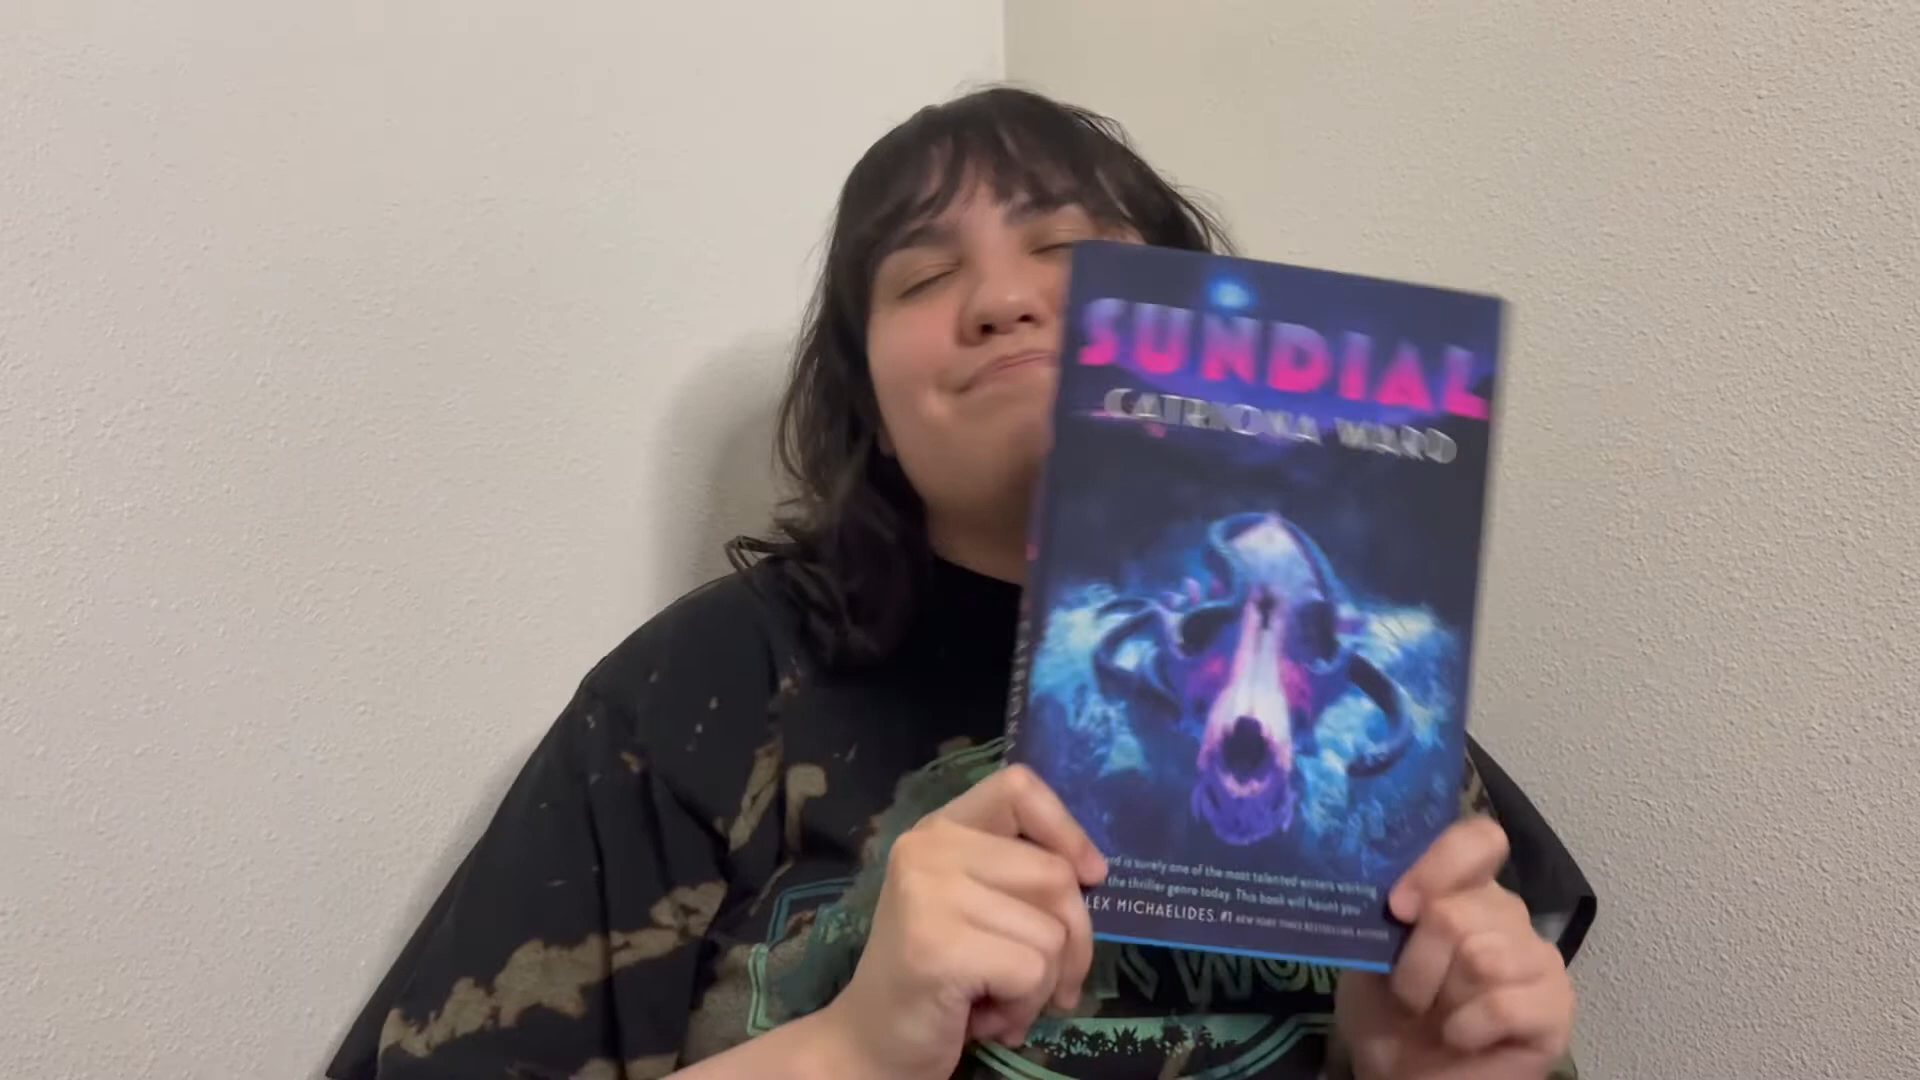 SUNDIAL
CATRIONA WARD
is surely one of the most talented writers working
the thriller genre today. This book will haunt you."
LEX MICHAELIDES, #1 NEW YORK TIMES BESTSELLING AUTHOR
CATRIONA